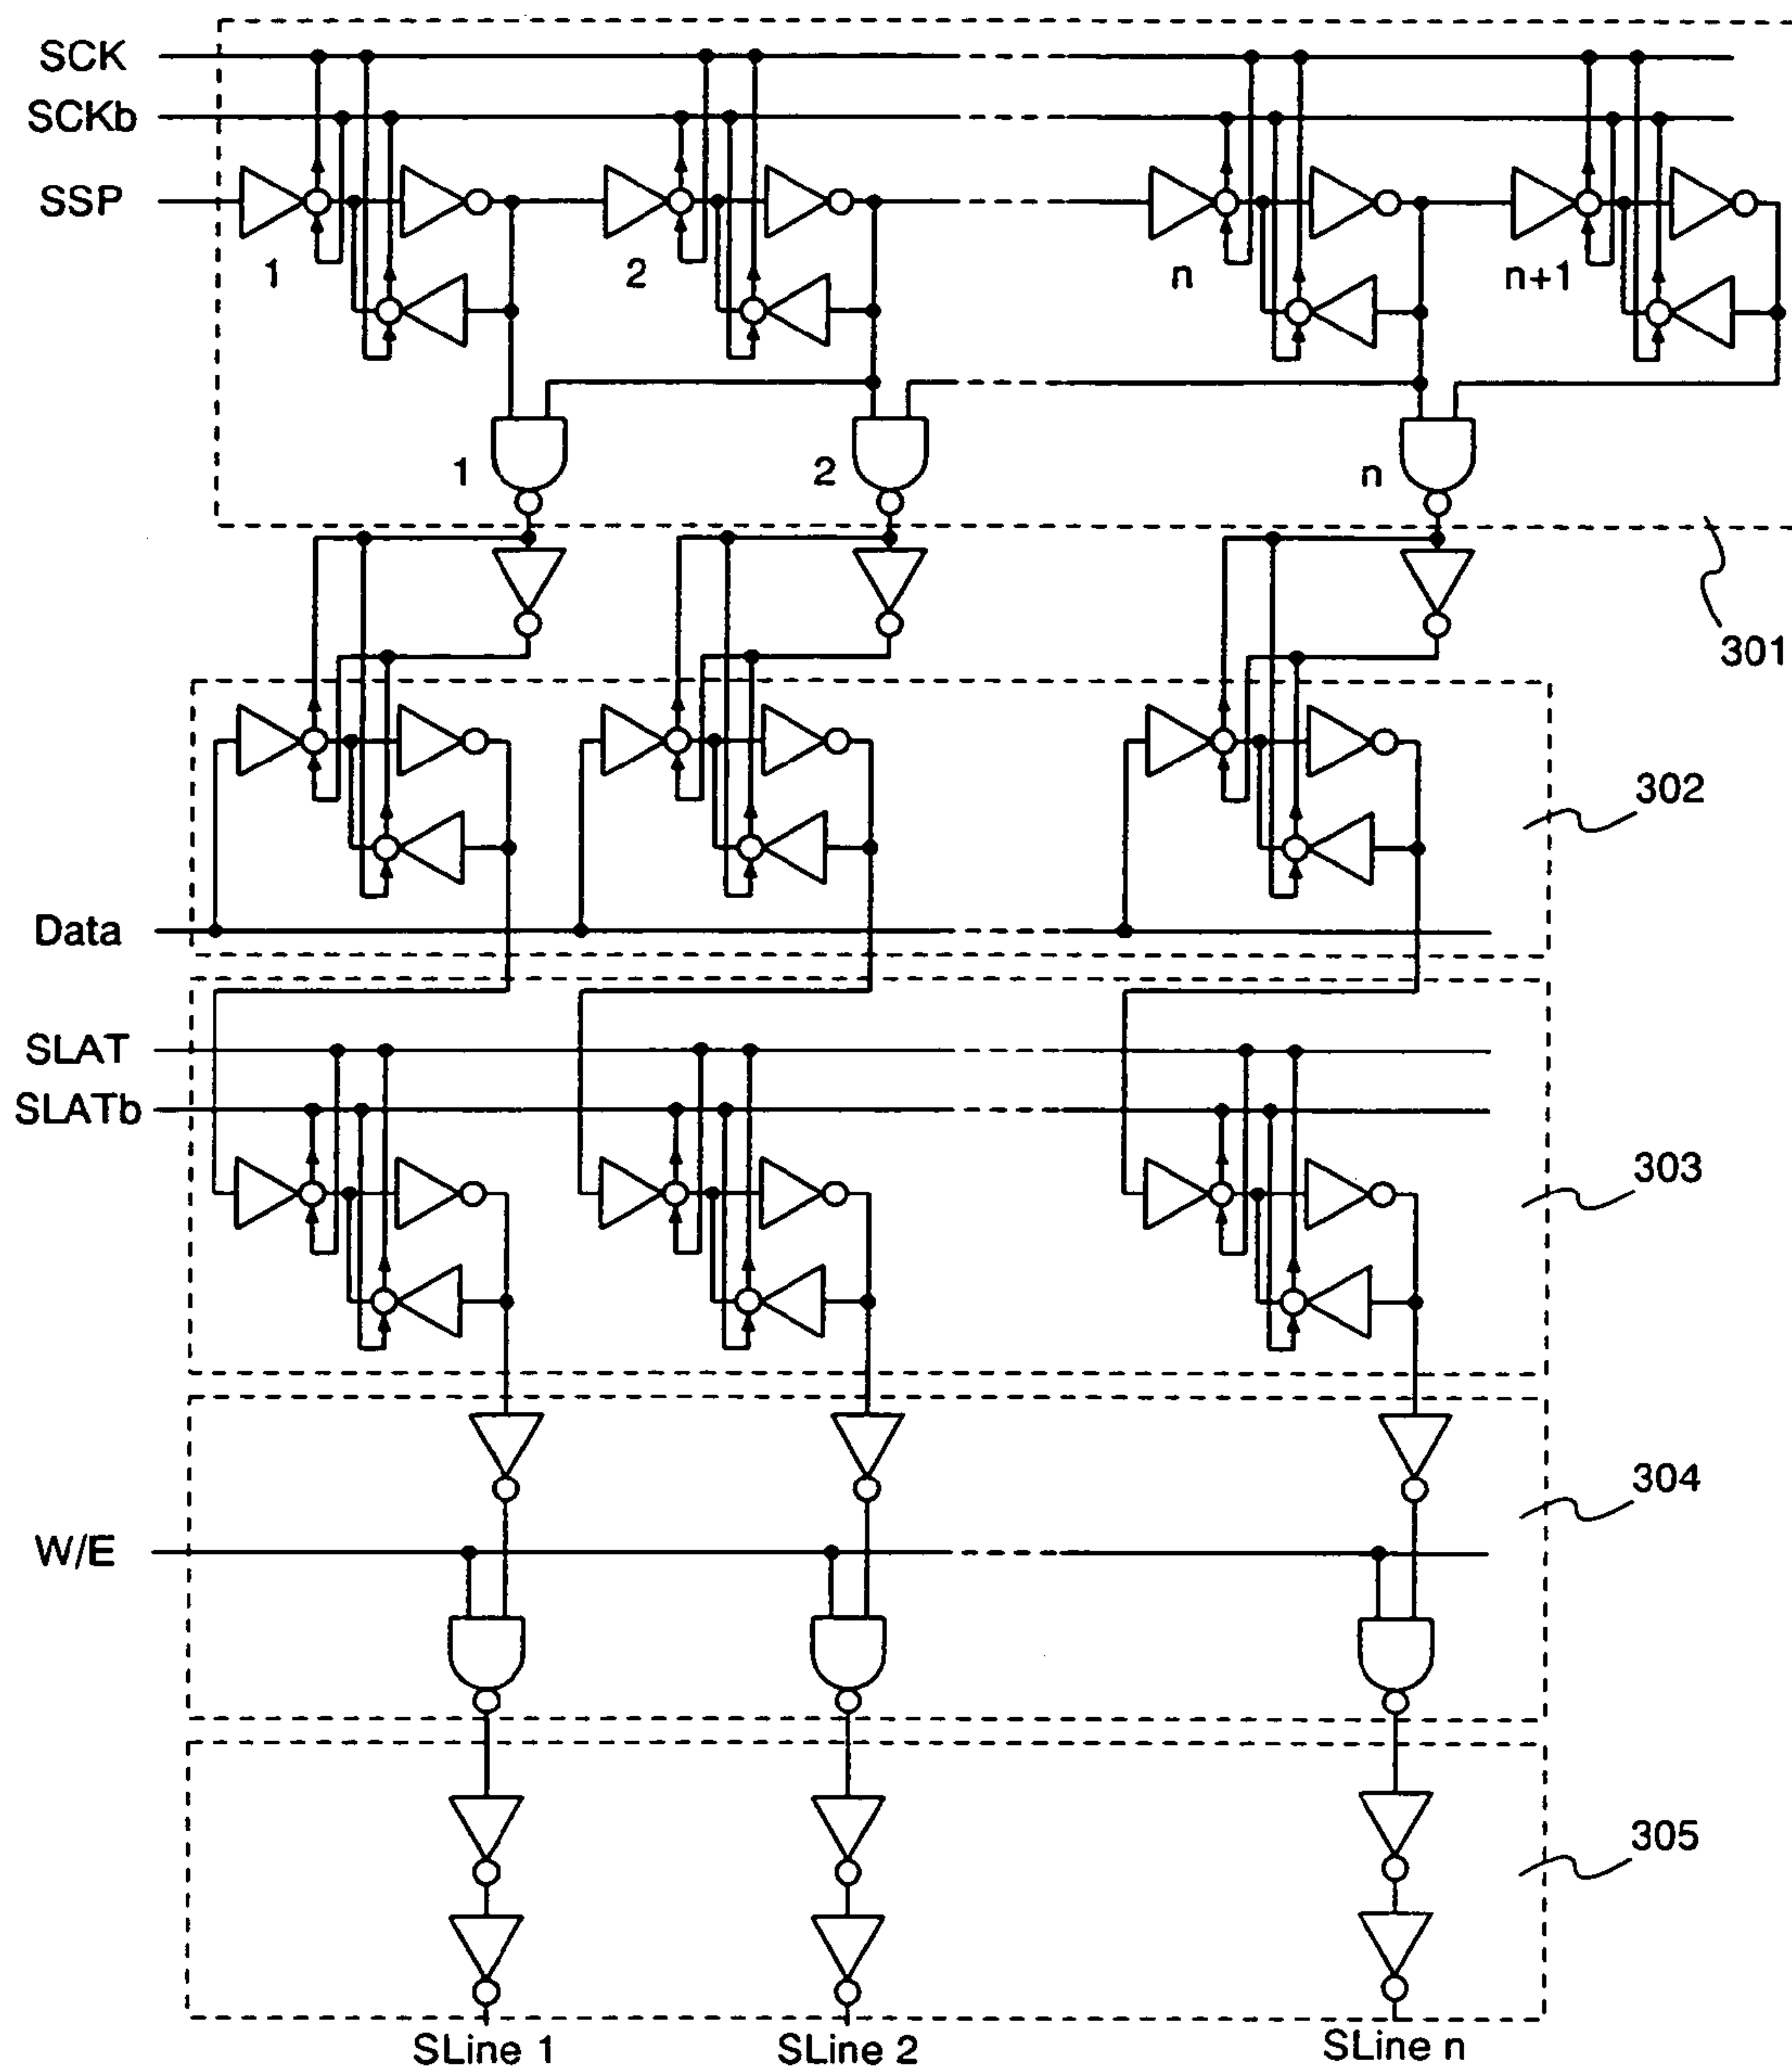 SCK
SCKb
SSP
1
2
n
n+1
1
2
n
301
302
Data
SLAT
SLATb
303
304
W/E
305
SLine 1
SLine 2
SLine n